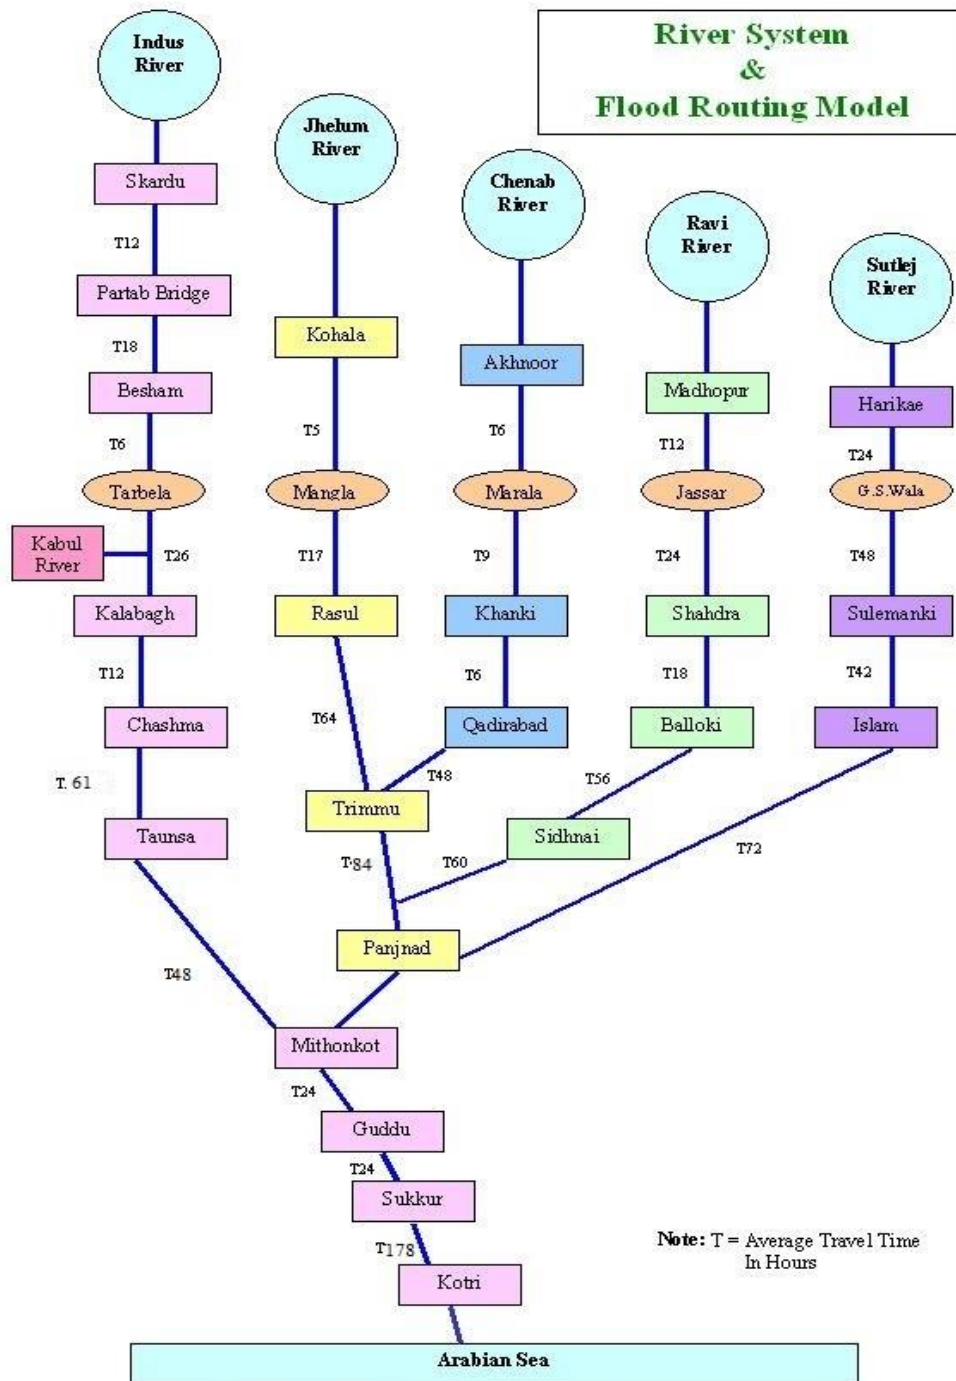 River System
&
Flood Routing Model
Indus
River
Jhelum
River
Chenab
River
Ravi
River
Sutlej
River
Skardu
T12
Partab Bridge
T18
Besham
T6
Tarbela
Kabul
River
T26
Kalabagh
T12
Chashma
T. 61
Taunsa
T48
Kohala
T5
Mangla
T17
Rasul
T64
Trimmu
T.84
Panjnad
Akhnoor
T6
Marala
T9
Khanki
T6
Qadirabad
T48
Madhopur
T12
Jassar
T24
Shahdra
T18
Balloki
T56
Sidhnai
T60
Harikae
T24
G.S.Wala
T48
Sulemanki
T42
Islam
T72
Mithonkot
T24
Guddu
T24
Sukkur
T178
Kotri
Arabian Sea
Note: T = Average Travel Time
In Hours